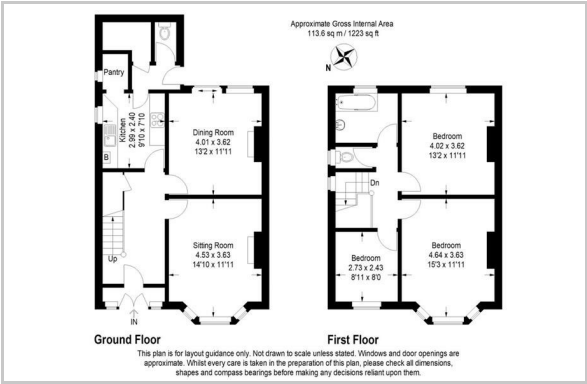 Approximate Gross Internal Area
113.6 sq m / 1223 sq ft
N
Pantry
Kitchen
2.99 x 2.40
9'10 x 7'10
B
Dining Room
4.01 x 3.62
13'2 x 11'11
Sitting Room
4.53 x 3.63
14'10 x 11'11
Up
IN
Ground Floor
Bedroom
4.02 x 3.62
13'2 x 11'11
Dn
Bedroom
2.73 x 2.43
8'11 x 8'0
Bedroom
4.64 x 3.63
15'3 x 11'11
First Floor
This plan is for layout guidance only. Not drawn to scale unless stated. Windows and door openings are
approximate. Whilst every care is taken in the preparation of this plan, please check all dimensions,
shapes and compass bearings before making any decisions reliant upon them.